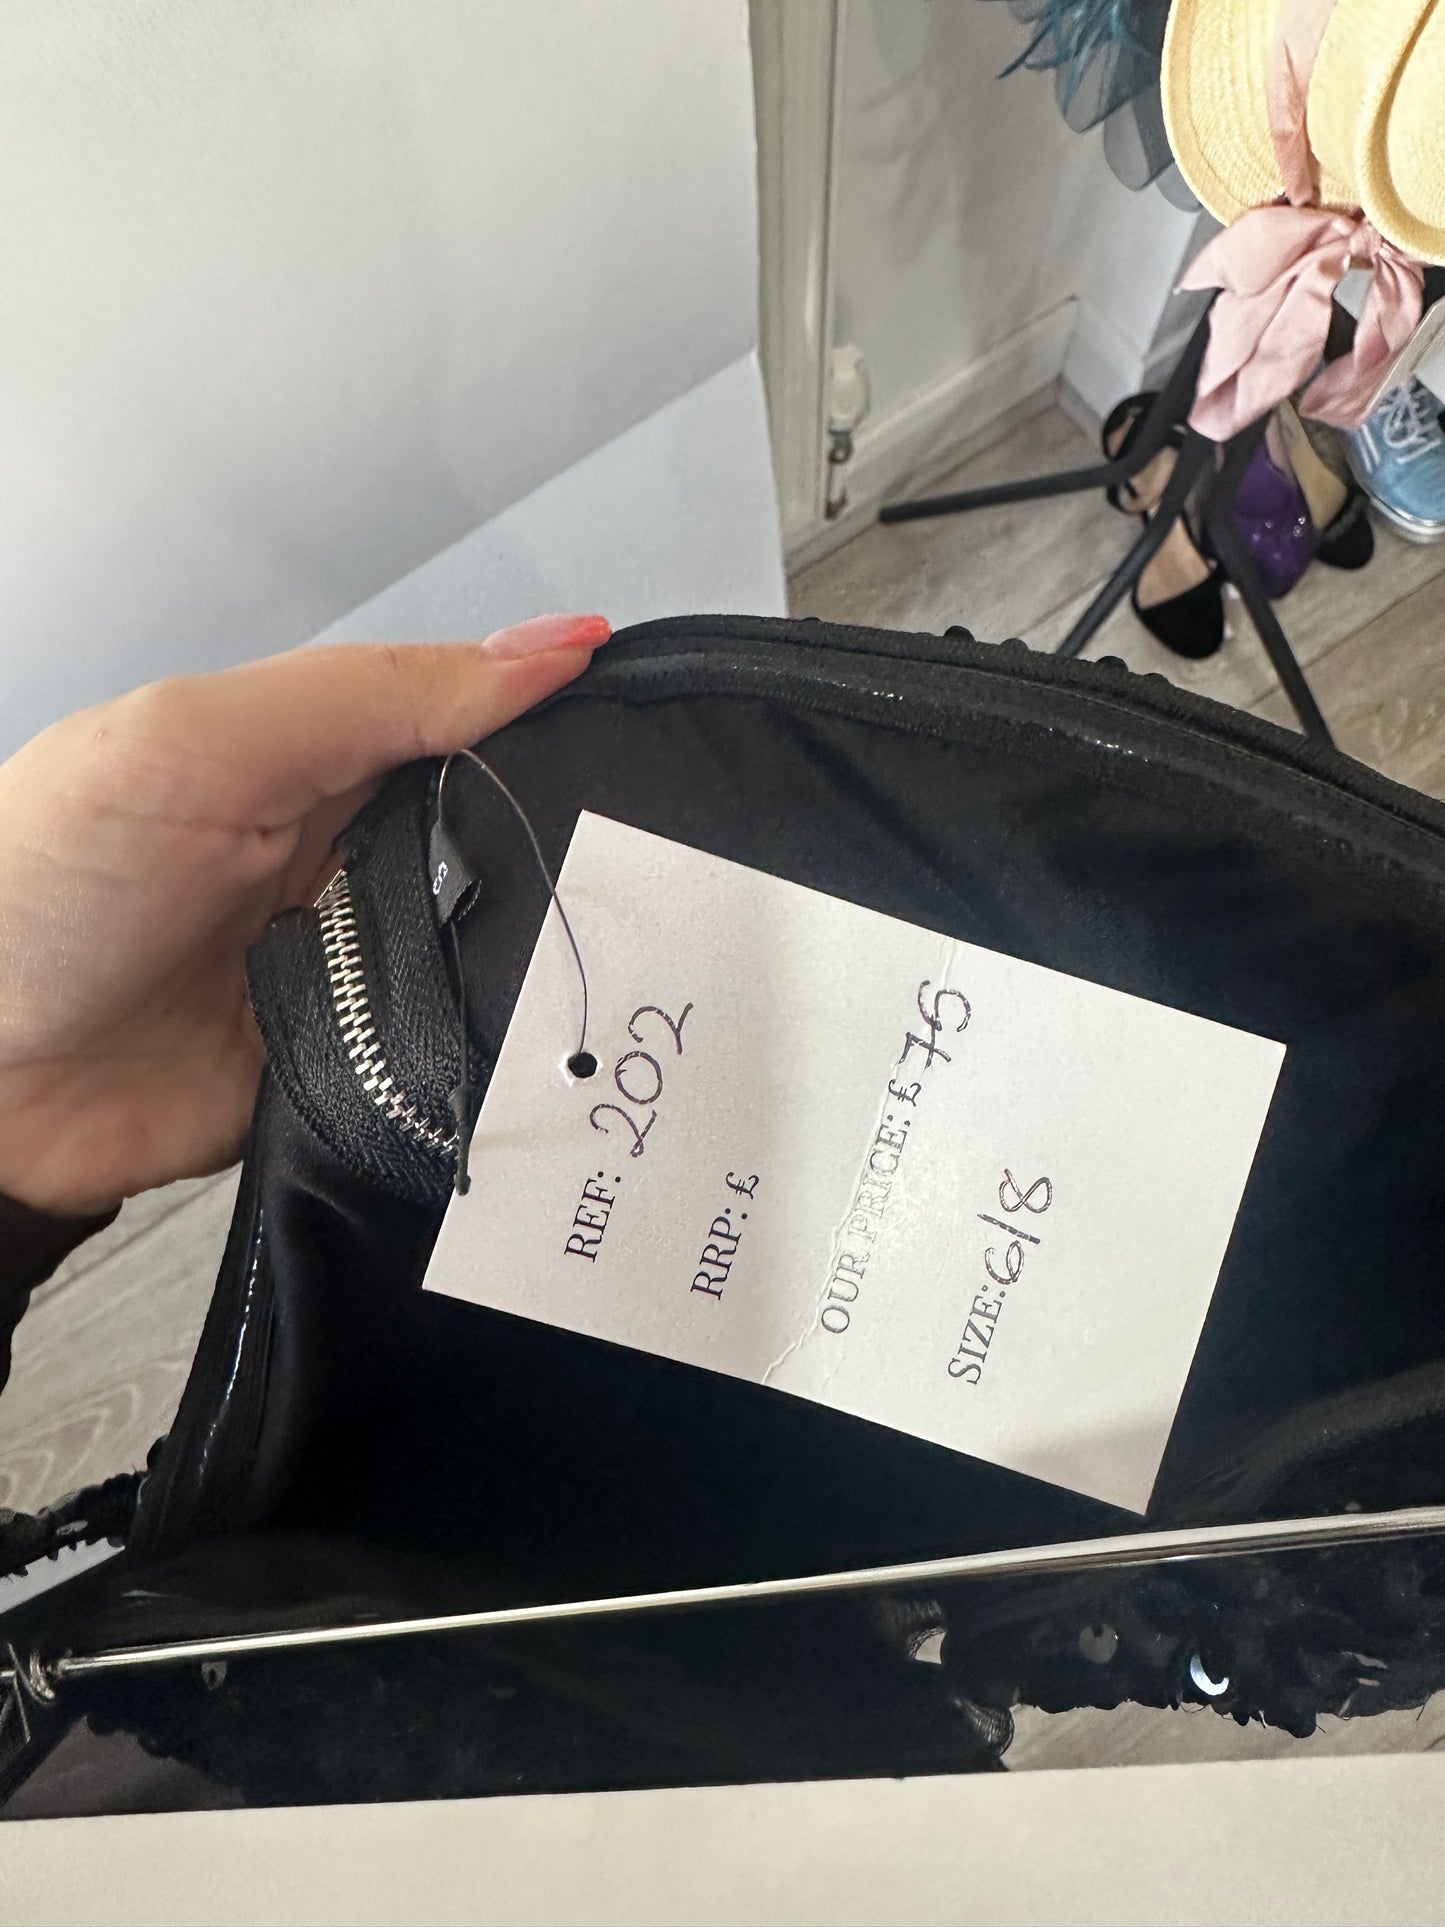 REF: 202
RRP: £
OUR PRICE: £75
SIZE: 6/8